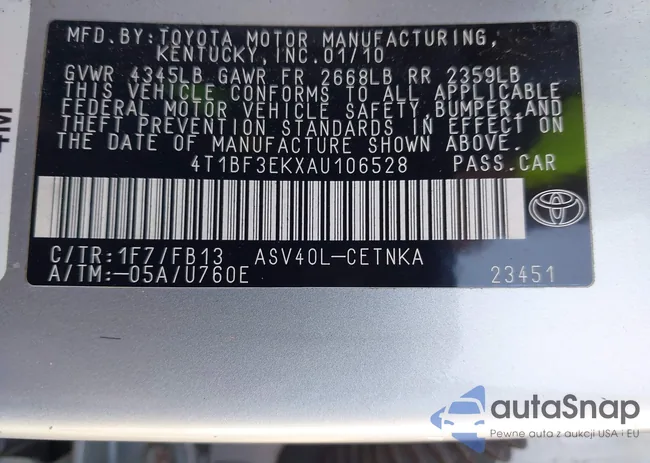 MFD.BY: TOYOTA MOTOR MANUFACTURING,
KENTUCKY, INC. 01/10
GVWR 4345LB GAWR FR 2668LB RR 2359LB
THIS VEHICLE CONFORMS TO ALL APPLICABLE
FEDERAL MOTOR VEHICLE SAFETY, BUMPER, AND
THEFT PREVENTION STANDARDS IN EFFECT ON
THE DATE OF MANUFACTURE SHOWN ABOVE.
4T1BF3EKXAU106528 PASS.CAR
C/TR: 1F7/FB13 ASV40L-CETNKA
A/TM: -05A/U760E 23451
autaSnap
Pewne auta z aukcji USA i EU